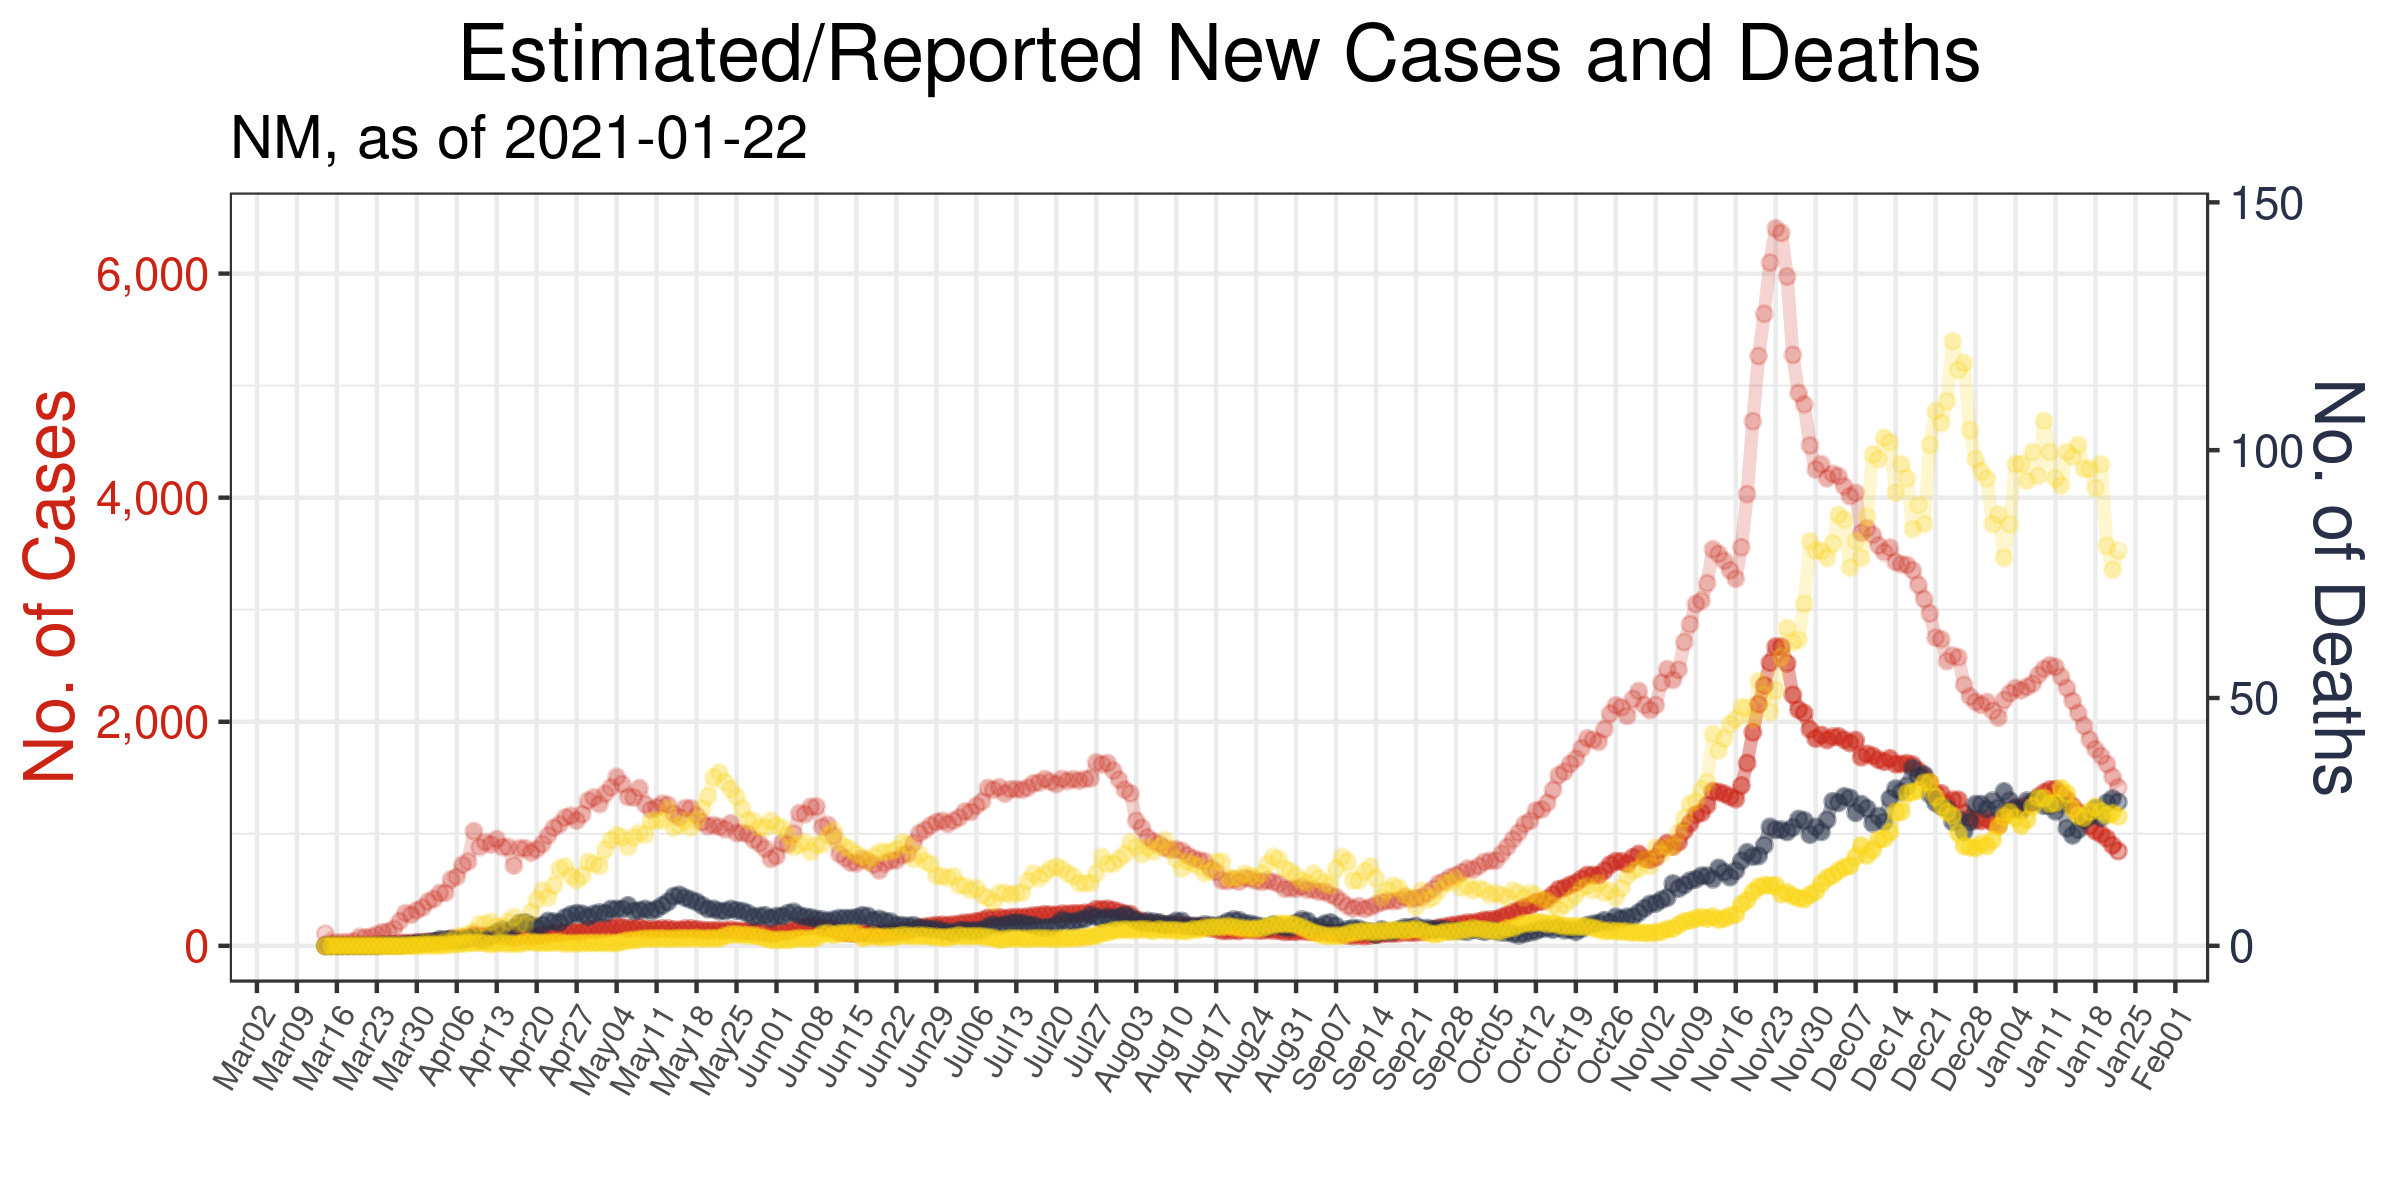 Estimated/Reported New Cases and Deaths
NM, as of 2021-01-22
No. of Cases
6,000
4,000
2,000
0
150
100
50
0
No. of Deaths
Mar02
Mar09
Mar16
Mar23
Mar30
Apr06
Apr13
Apr20
Apr27
May04
May11
May18
May25
Jun01
Jun08
Jun15
Jun22
Jun29
Jul06
Jul13
Jul20
Jul27
Aug03
Aug10
Aug17
Aug24
Aug31
Sep07
Sep14
Sep21
Sep28
Oct05
Oct12
Oct19
Oct26
Nov02
Nov09
Nov16
Nov23
Nov30
Dec07
Dec14
Dec21
Dec28
Jan04
Jan11
Jan18
Jan25
Feb01